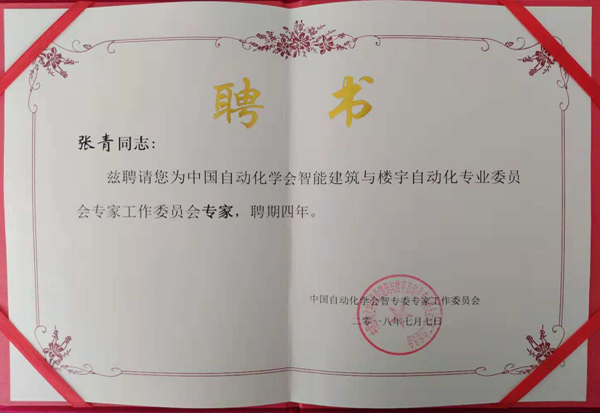 聘 书
张青同志：
兹聘请您为中国自动化学会智能建筑与楼宇自动化专业委员
会专家工作委员会专家，聘期四年。
中国自动化学会智专委专家工作委员会
二零一八年七月七日